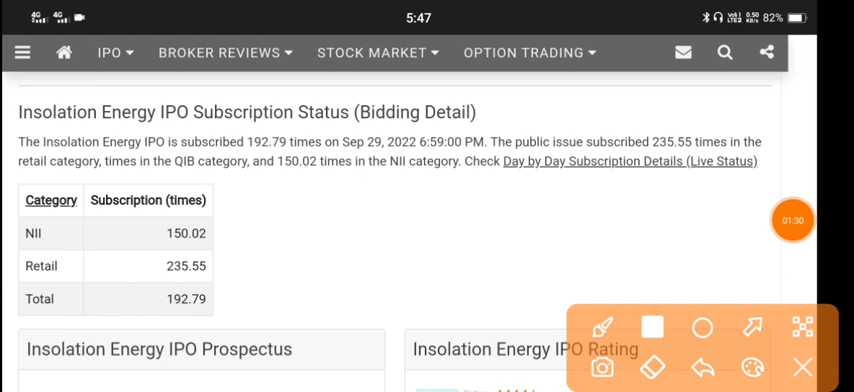 4G 4G 5:47 82%
IPO BROKER REVIEWS STOCK MARKET OPTION TRADING
Insolation Energy IPO Subscription Status (Bidding Detail)
The Insolation Energy IPO is subscribed 192.79 times on Sep 29, 2022 6:59:00 PM. The public issue subscribed 235.55 times in the
retail category, times in the QIB category, and 150.02 times in the NII category. Check Day by Day Subscription Details (Live Status)
Category Subscription (times)
NII 150.02
Retail 235.55
Total 192.79
01:30
Insolation Energy IPO Prospectus
Insolation Energy IPO Rating